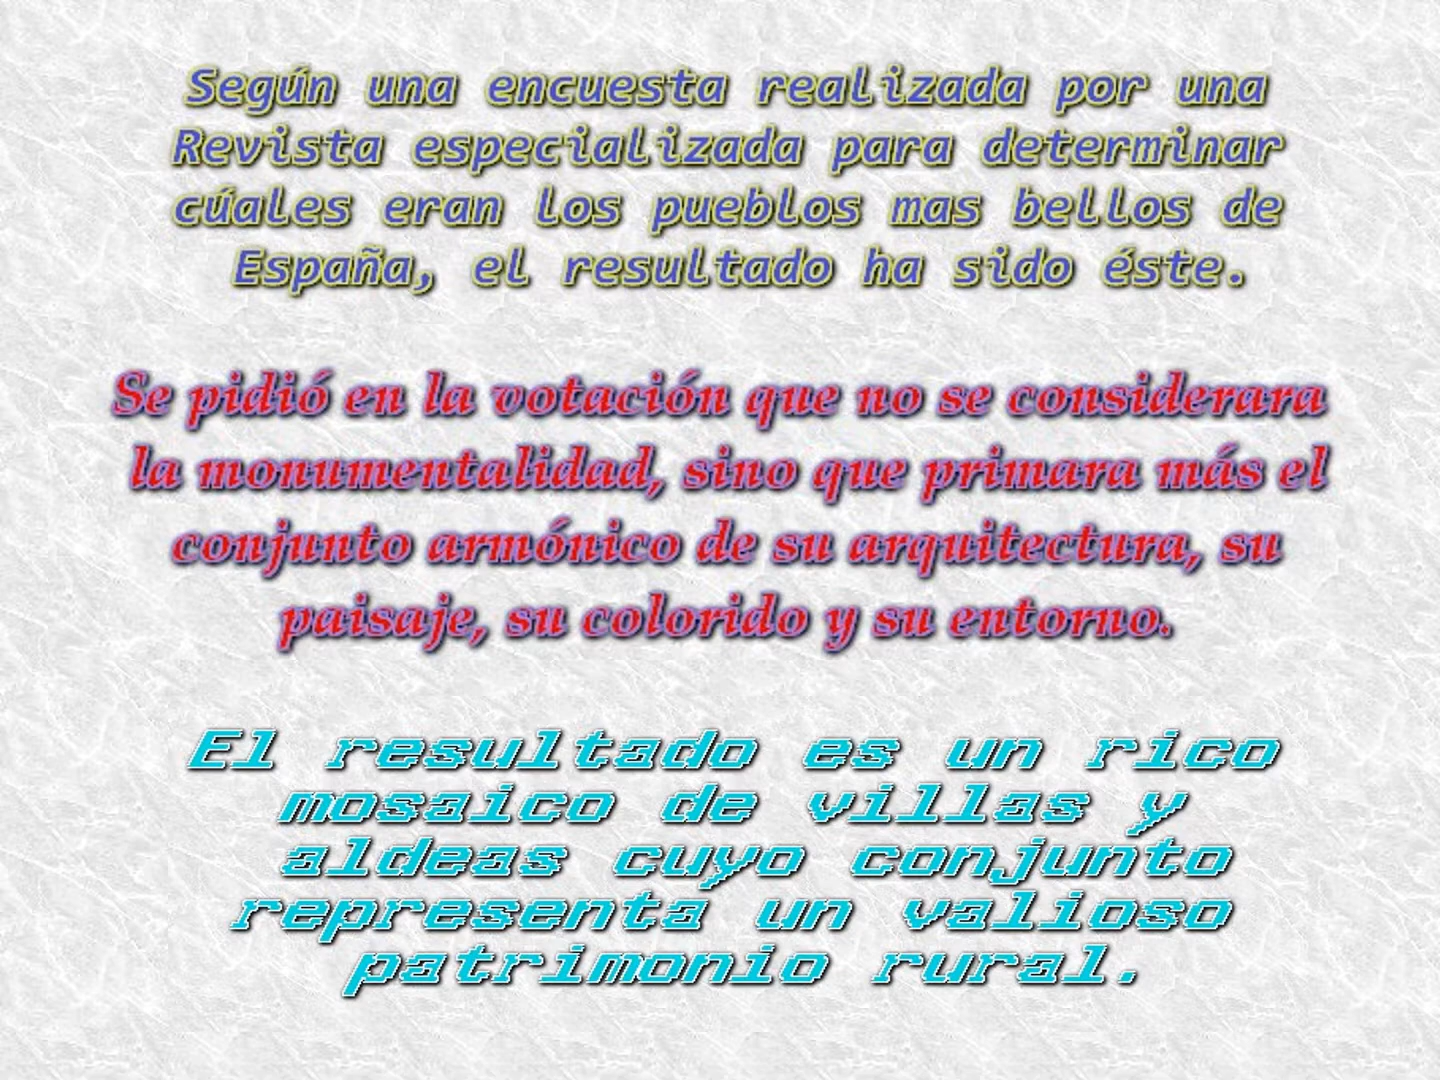 Según una encuesta realizada por una
Revista especializada para determinar
cúales eran los pueblos mas bellos de
España, el resultado ha sido éste.
Se pidió en la votación que no se considerara
la monumentalidad, sino que primara más el
conjunto armónico de su arquitectura, su
paisaje, su colorido y su entorno.
El resultado es un rico
mosaico de villas y
aldeas cuyo conjunto
representa un valioso
patrimonio rural.